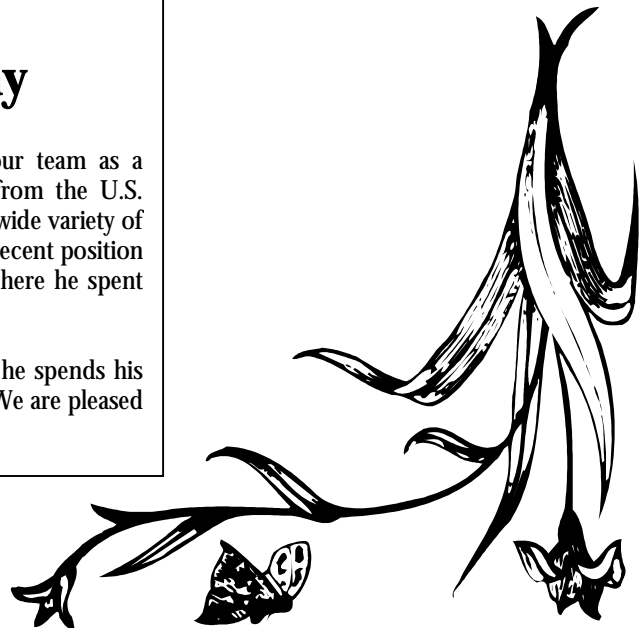 y
our team as a
from the U.S.
wide variety of
recent position
here he spent
he spends his
We are pleased